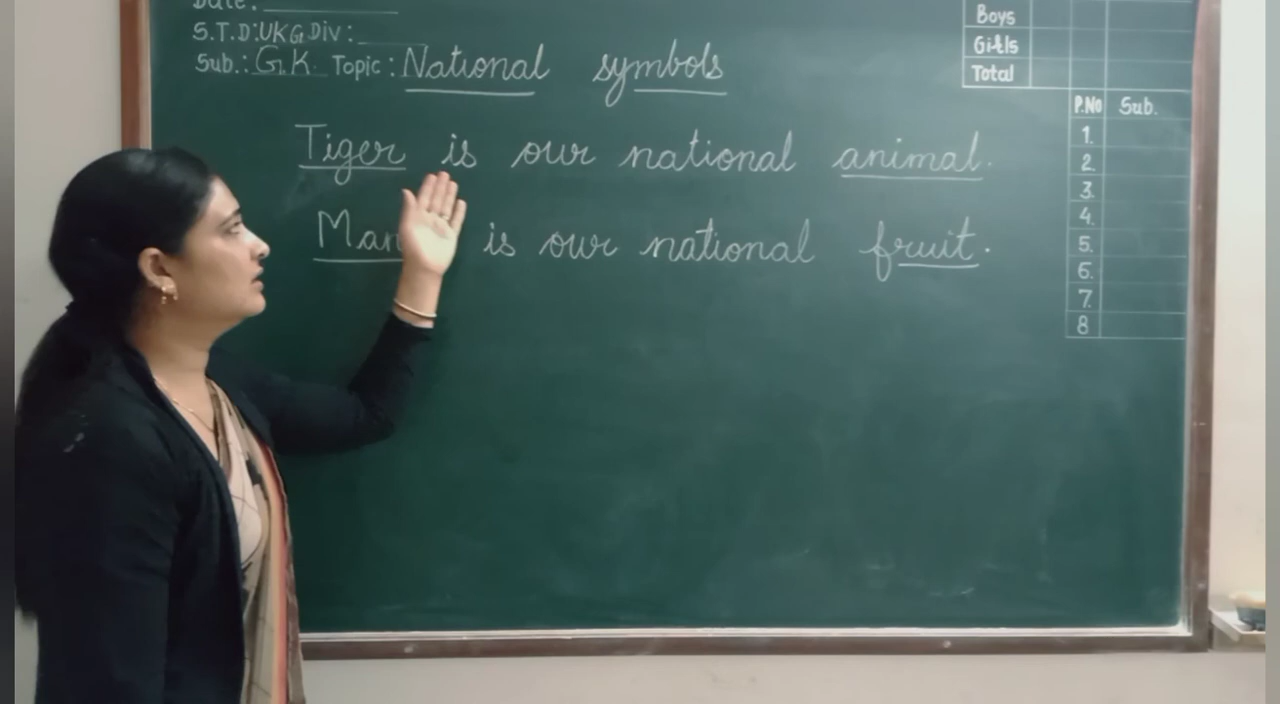 Date:
S.T.D: UKG Div:
Sub.: G.K. Topic: National symbols
Tiger is our national animal.
is our national fruit.
Boys
Girls
Total
P.No Sub.
1.
2.
3.
4.
5.
6.
7.
8